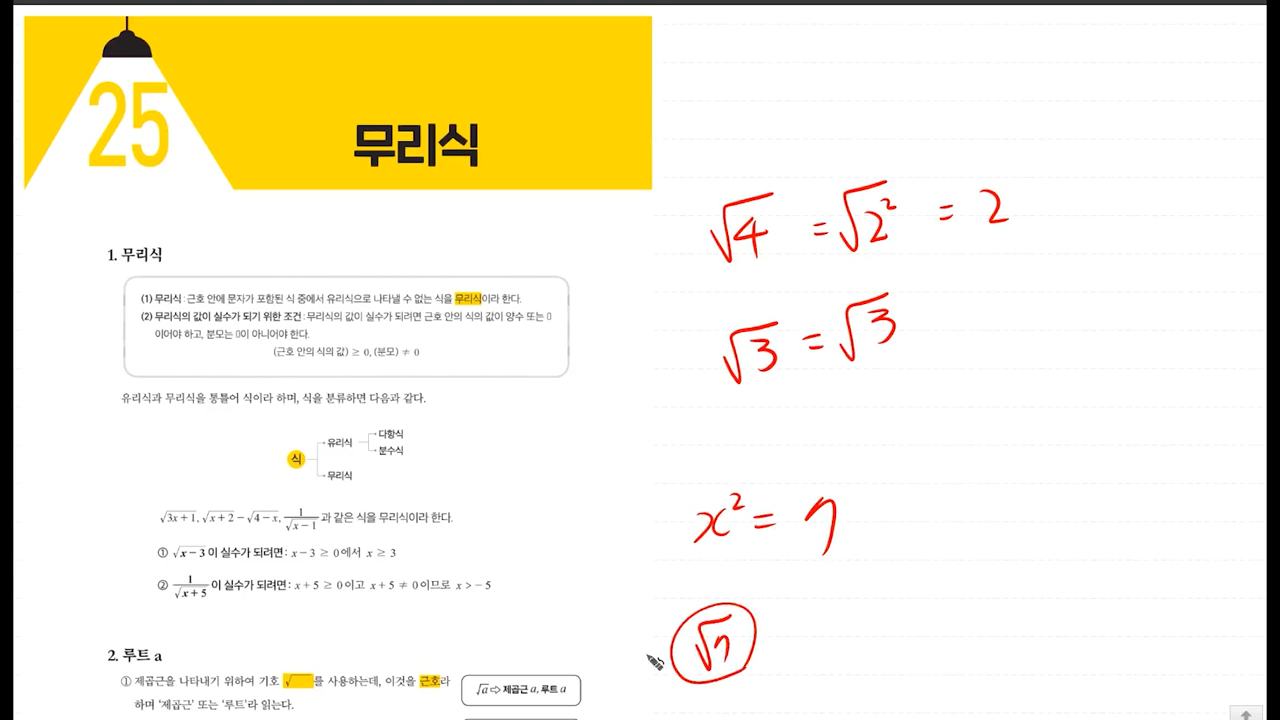 25
무리식
1. 무리식
(1) 무리식 : 근호 안에 문자가 포함된 식 중에서 유리식으로 나타낼 수 없는 식을 무리식이라 한다.
(2) 무리식의 값이 실수가 되기 위한 조건 : 무리식의 값이 실수가 되려면 근호 안의 식의 값이 양수 또는 0
이어야 하고, 분모는 0이 아니어야 한다.
(근호 안의 식의 값) ≥ 0, (분모) ≠ 0
유리식과 무리식을 통틀어 식이라 하며, 식을 분류하면 다음과 같다.
다항식
유리식
분수식
식
무리식
√3x+1, √x+2 − √4−x, 1/√x−1 과 같은 식을 무리식이라 한다.
① √x−3 이 실수가 되려면 : x−3 ≥ 0에서 x ≥ 3
② 1/√x+5 이 실수가 되려면 : x+5 ≥ 0이고 x+5 ≠ 0이므로 x > −5
2. 루트 a
① 제곱근을 나타내기 위하여 기호 √ 를 사용하는데, 이것을 근호라
하며 '제곱근' 또는 '루트'라 읽는다.
√a ⇨ 제곱근 a, 루트 a
√4 = √2² = 2
√3 = √3
x² = 7
√7